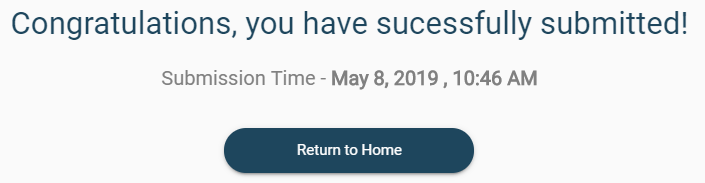 Congratulations, you have sucessfully submitted!
Submission Time - May 8, 2019 , 10:46 AM
Return to Home